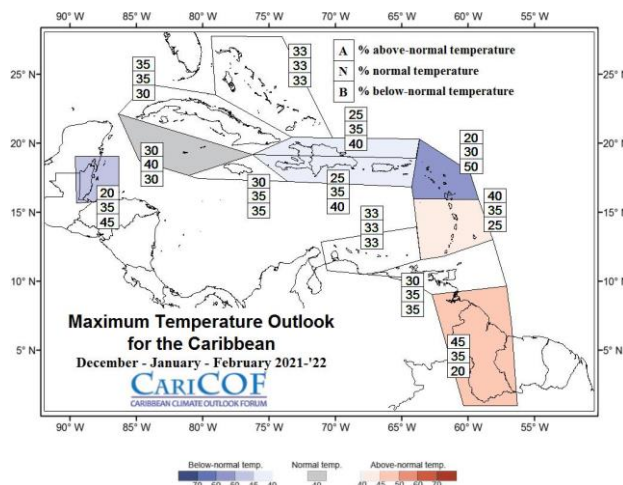 25° N
20° N
15° N
10° N
5° N
25° N
20° N
15° N
10° N
5° N
A % above-normal temperature
N % normal temperature
B % below-normal temperature
35
35
30
33
33
33
25
35
40
20
30
50
30
40
30
20
35
45
30
35
35
25
35
40
40
35
25
33
33
33
30
35
35
45
35
20
Maximum Temperature Outlook
for the Caribbean
December - January - February 2021-'22
CARICOF
CARIBBEAN CLIMATE OUTLOOK FORUM
90° W 85° W 80° W 75° W 70° W 65° W 60° W 55° W
Below-normal temp. Normal temp. Above-normal temp.